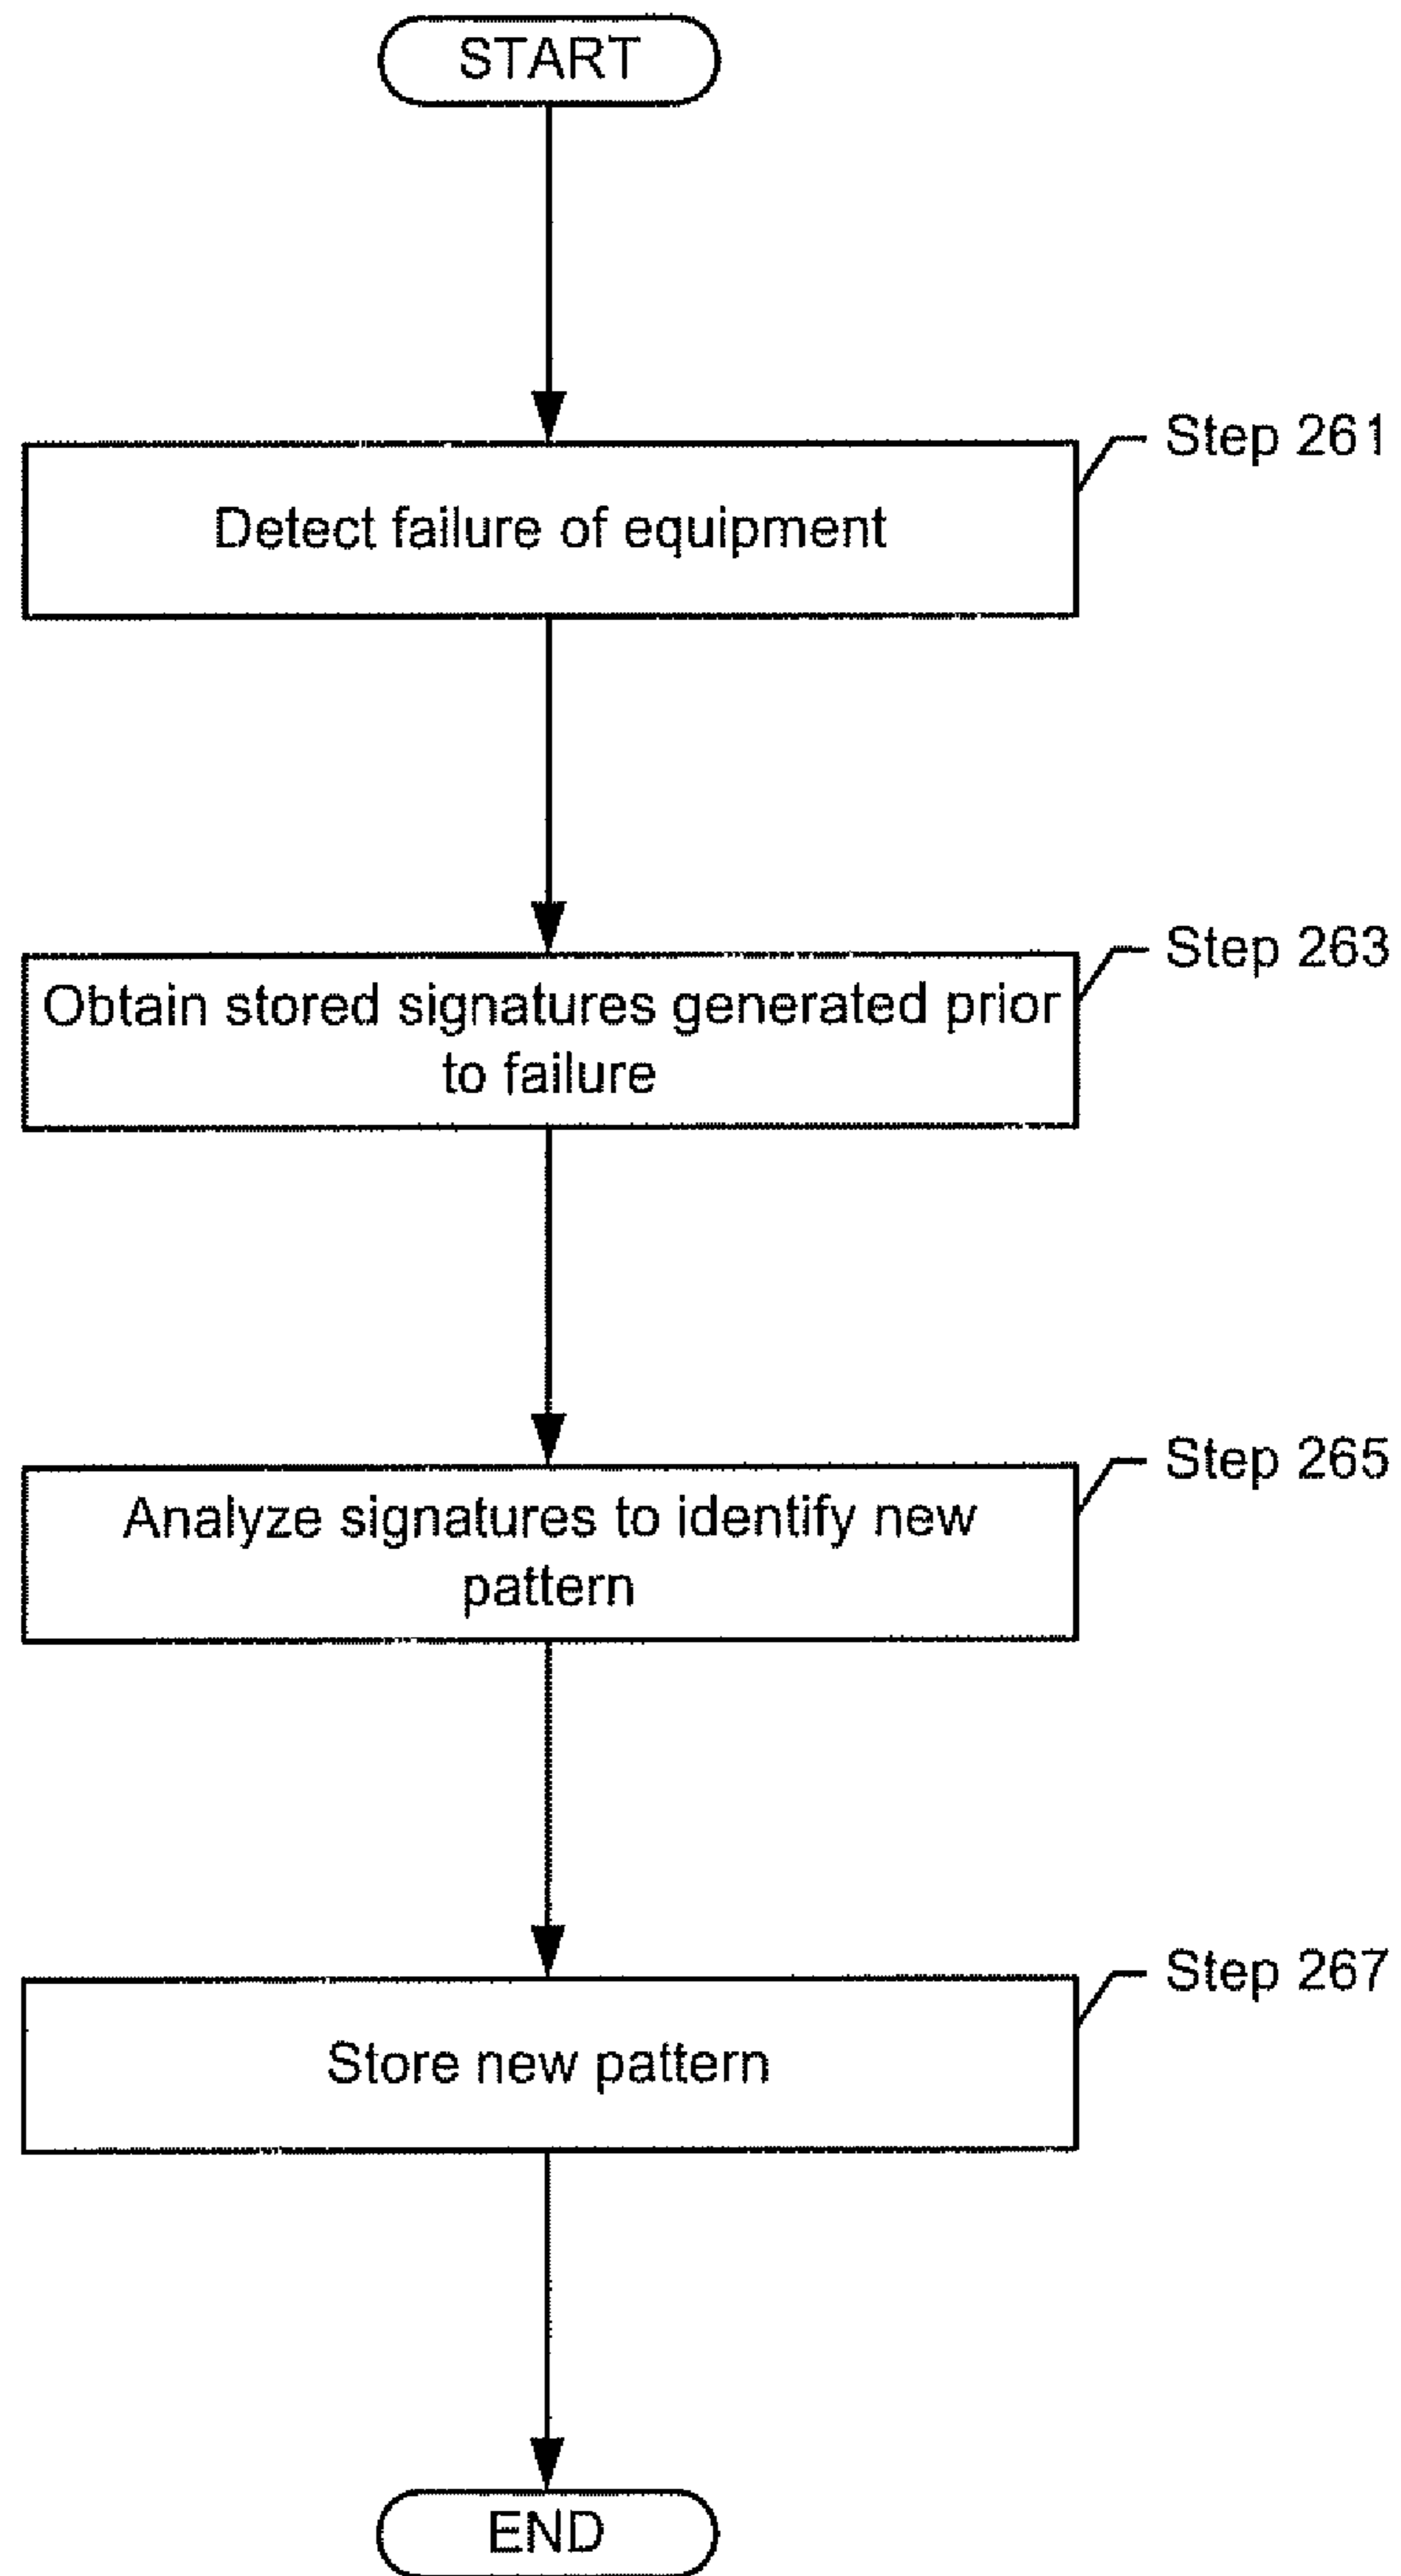 START
Step 261
Detect failure of equipment
Step 263
Obtain stored signatures generated prior
to failure
Step 265
Analyze signatures to identify new
pattern
Step 267
Store new pattern
END